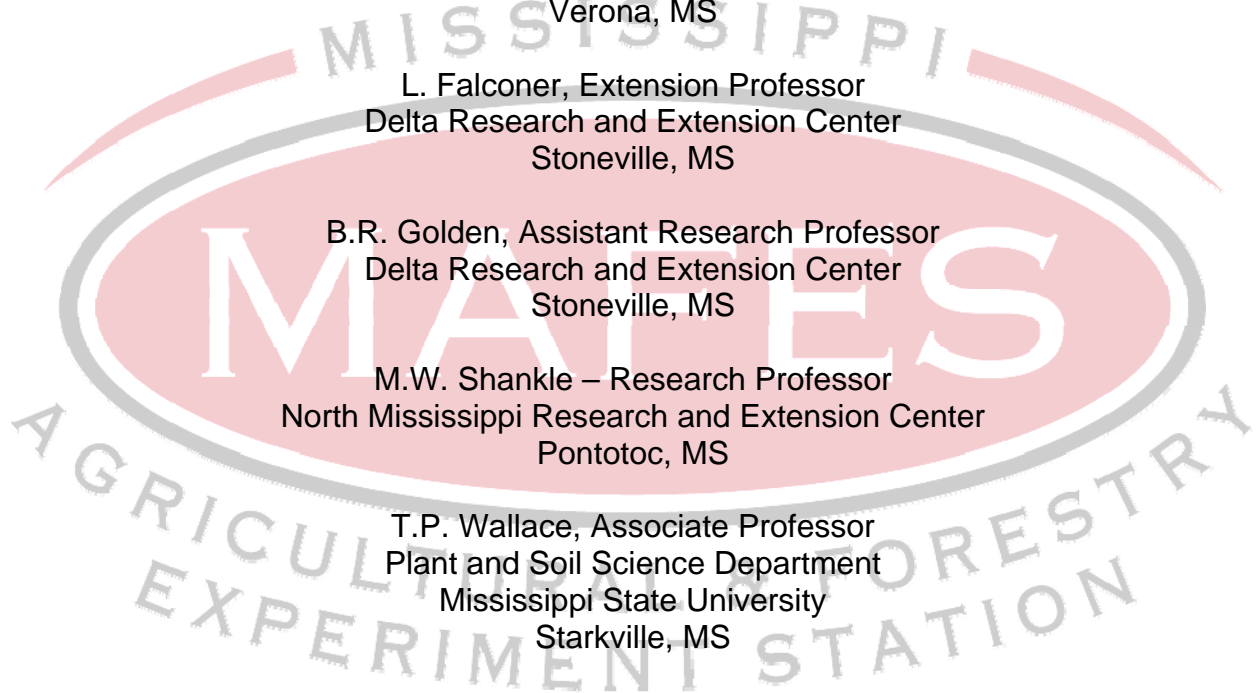 Verona, MS
MISSISSIPPI
L. Falconer, Extension Professor
Delta Research and Extension Center
Stoneville, MS
B.R. Golden, Assistant Research Professor
Delta Research and Extension Center
Stoneville, MS
MAFES
M.W. Shankle – Research Professor
North Mississippi Research and Extension Center
Pontotoc, MS
T.P. Wallace, Associate Professor
Plant and Soil Science Department
Mississippi State University
Starkville, MS
AGRICULTURAL & FORESTRY
EXPERIMENT STATION